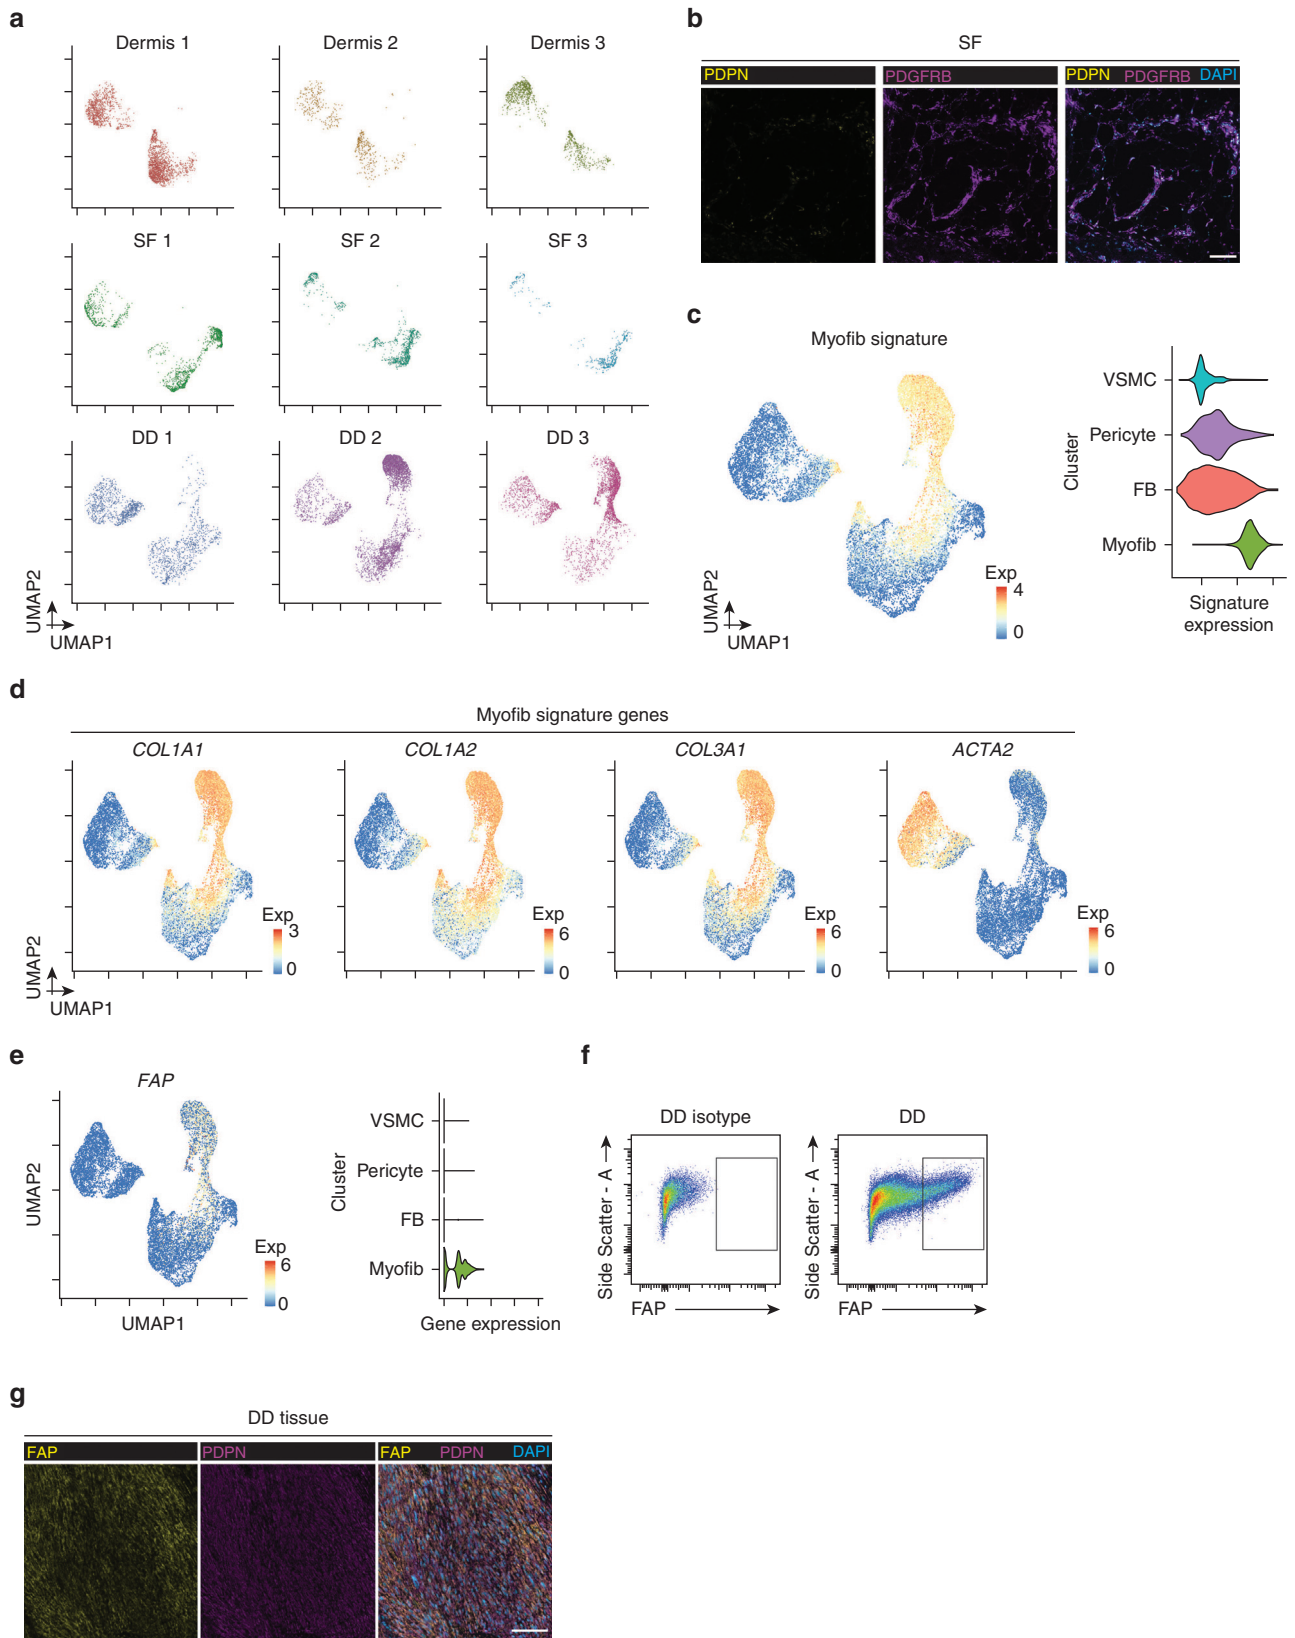 a
Dermis 1
Dermis 2
Dermis 3
SF 1
SF 2
SF 3
DD 1
DD 2
DD 3
UMAP2
UMAP1
b
SF
PDPN
PDGFRB
PDPN PDGFRB DAPI
c
Myofib signature
UMAP2
UMAP1
Exp
4
0
Cluster
VSMC
Pericyte
FB
Myofib
Signature
expression
d
Myofib signature genes
COL1A1
COL1A2
COL3A1
ACTA2
Exp
3
0
Exp
6
0
Exp
6
0
Exp
6
0
UMAP2
UMAP1
e
FAP
UMAP2
UMAP1
Exp
6
0
Cluster
VSMC
Pericyte
FB
Myofib
Gene expression
f
DD isotype
DD
Side Scatter - A
FAP
Side Scatter - A
FAP
g
DD tissue
FAP
PDPN
FAP PDPN DAPI